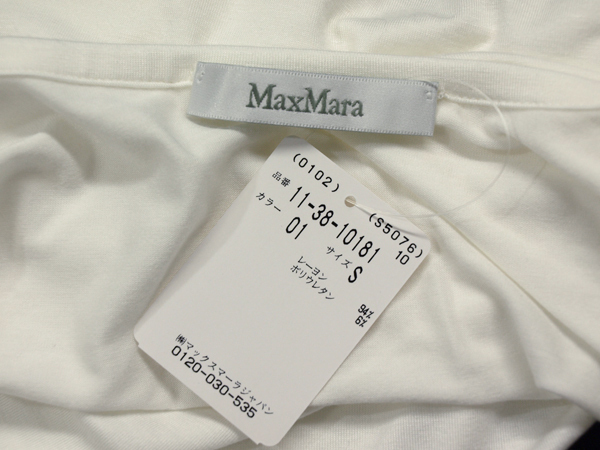 MaxMara
(0102) (S5076)
品番 11-38-10181 10
カラー 01 サイズ S
レーヨン 94%
ポリウレタン 6%
㈱マックスマーラジャパン
0120-030-535